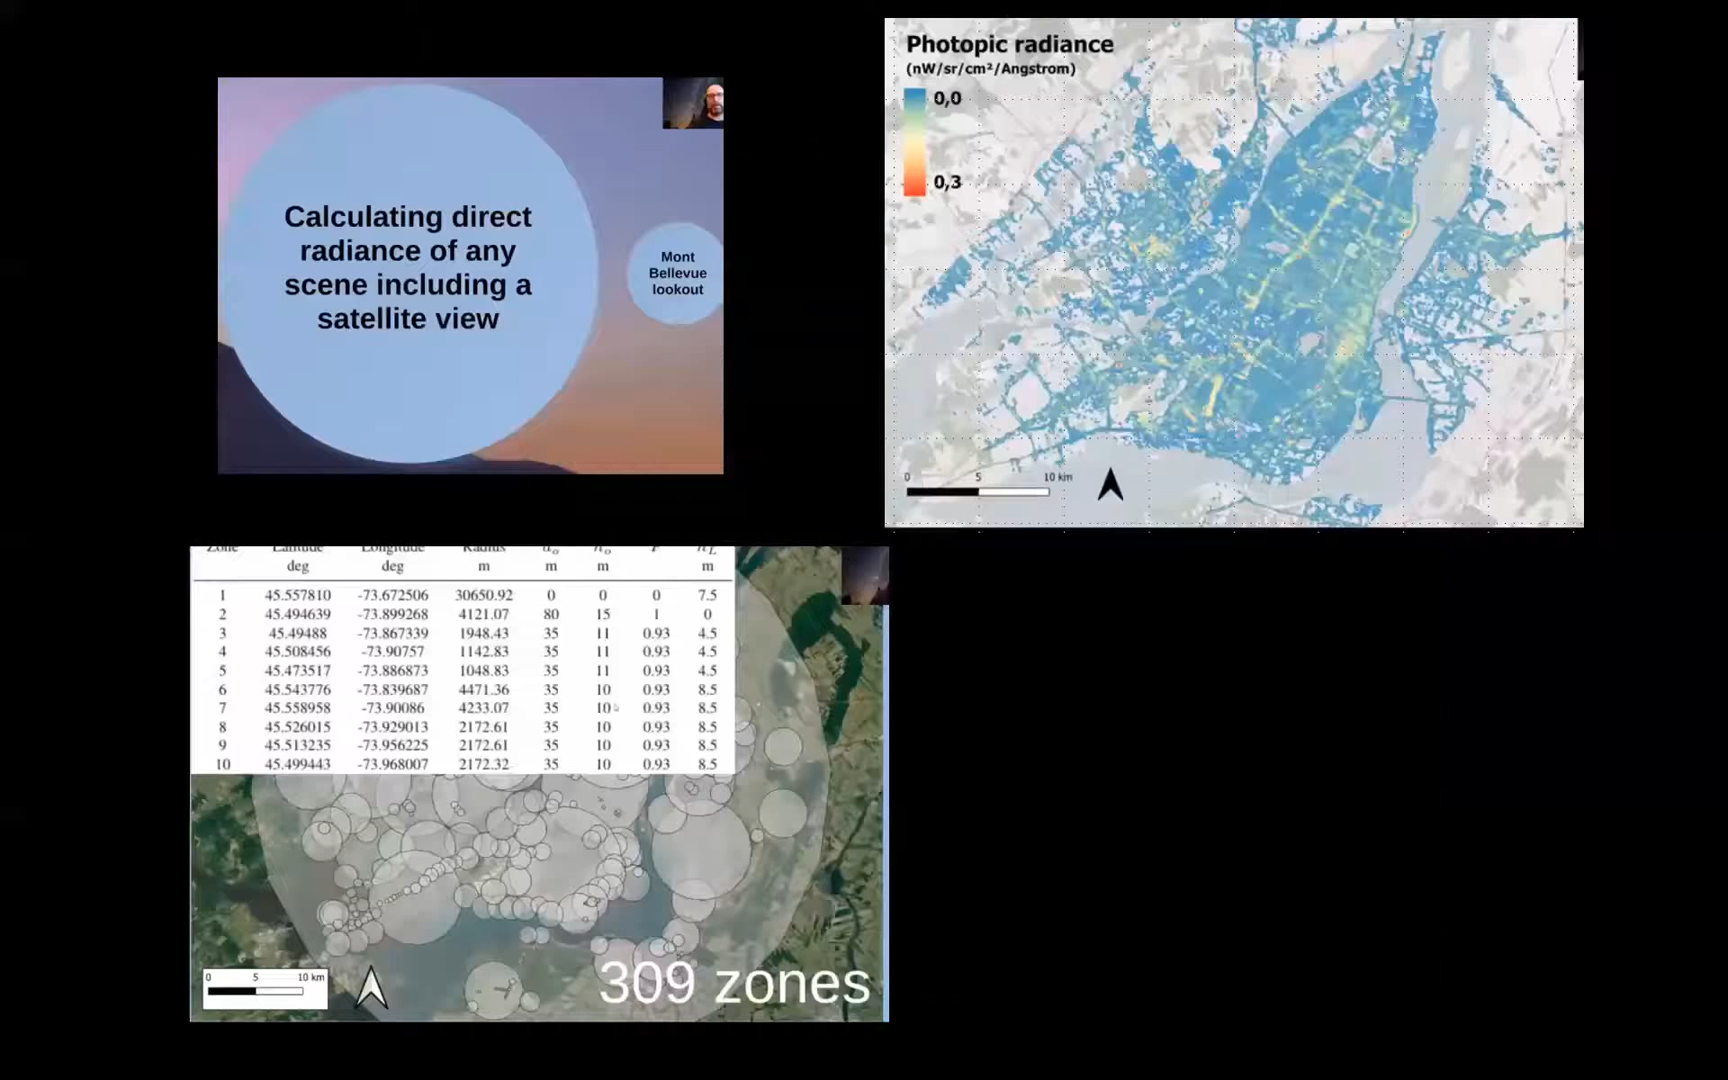 Calculating direct
radiance of any
scene including a
satellite view
Mont
Bellevue
lookout
Photopic radiance
(nW/sr/cm²/Angstrom)
0,0
0,3
0 5 10 km
Zone Latitude Longitude Radius
deg deg m m m m
1 45.557810 -73.672506 30650.92 0 0 0 7.5
2 45.494639 -73.899268 4121.07 80 15 1 0
3 45.49488 -73.867339 1948.43 35 11 0.93 4.5
4 45.508456 -73.90757 1142.83 35 11 0.93 4.5
5 45.473517 -73.886873 1048.83 35 11 0.93 4.5
6 45.543776 -73.839687 4471.36 35 10 0.93 8.5
7 45.558958 -73.90086 4233.07 35 10 0.93 8.5
8 45.526015 -73.929013 2172.61 35 10 0.93 8.5
9 45.513235 -73.956225 2172.61 35 10 0.93 8.5
10 45.499443 -73.968007 2172.32 35 10 0.93 8.5
0 5 10 km
309 zones